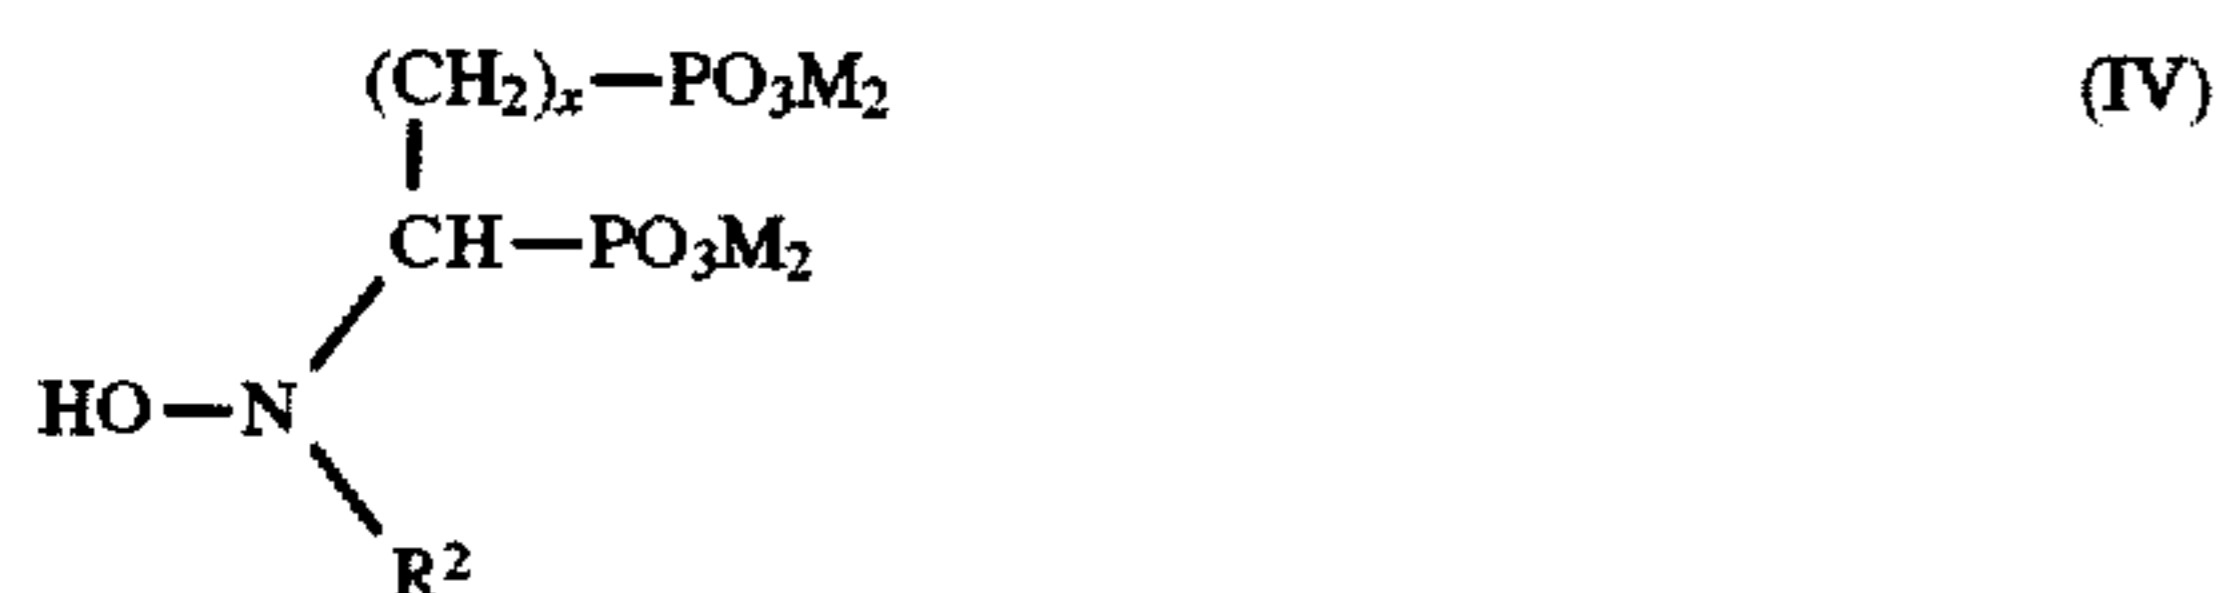 (CH₂)ₓ—PO₃M₂ (IV)
CH—PO₃M₂
HO—N
R²